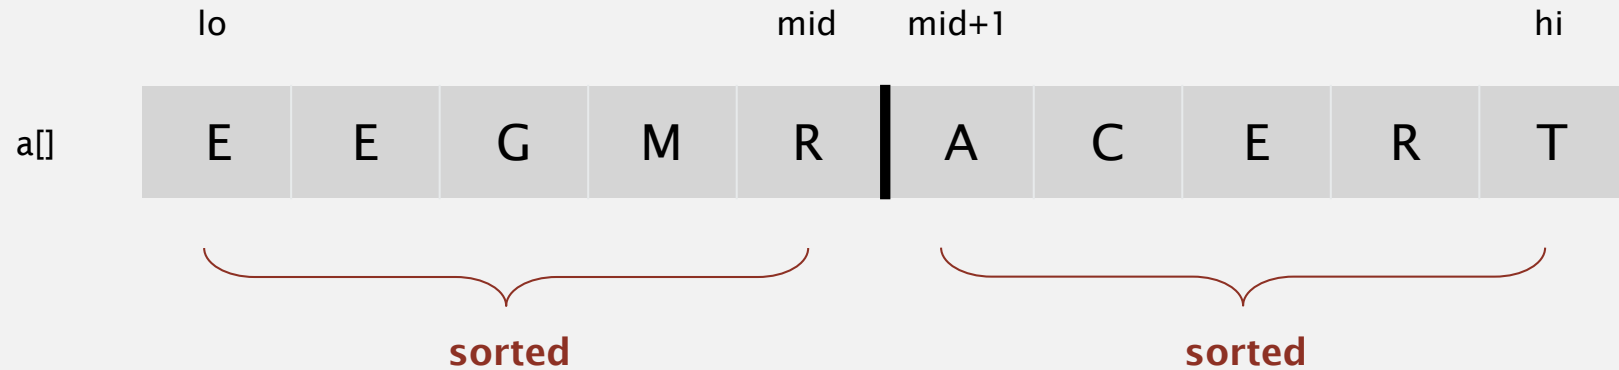 lo mid mid+1 hi
a[] E E G M R A C E R T
sorted sorted